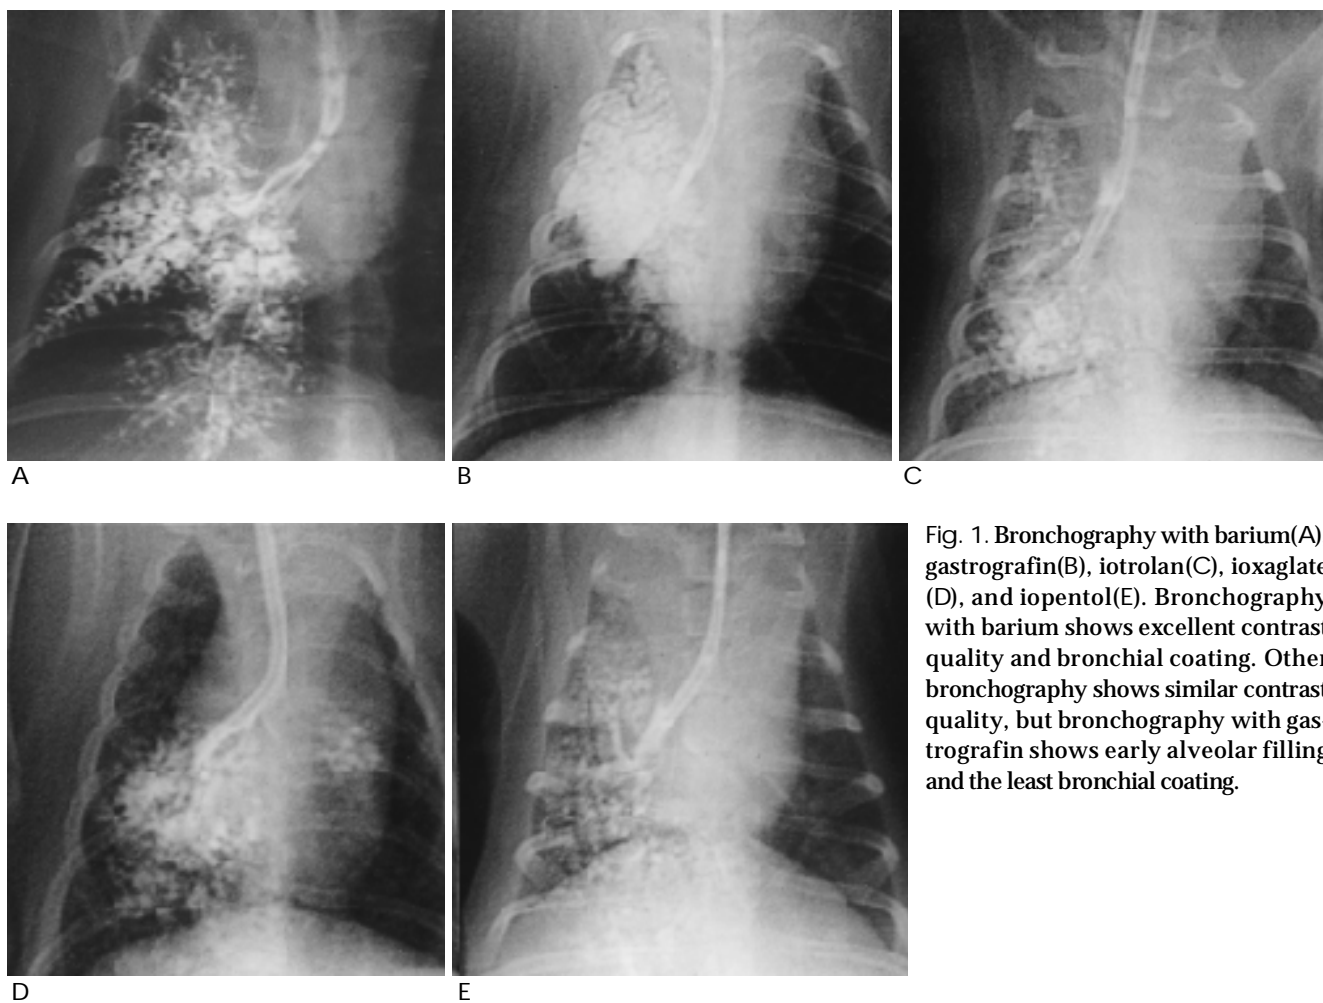 A
B
C
Fig. 1. Bronchography with barium(A)
gastrografin(B), iotrolan(C), ioxaglate
(D), and iopentol(E). Bronchography
with barium shows excellent contrast
quality and bronchial coating. Other
bronchography shows similar contrast
quality, but bronchography with gas-
trografin shows early alveolar filling
and the least bronchial coating.
D
E